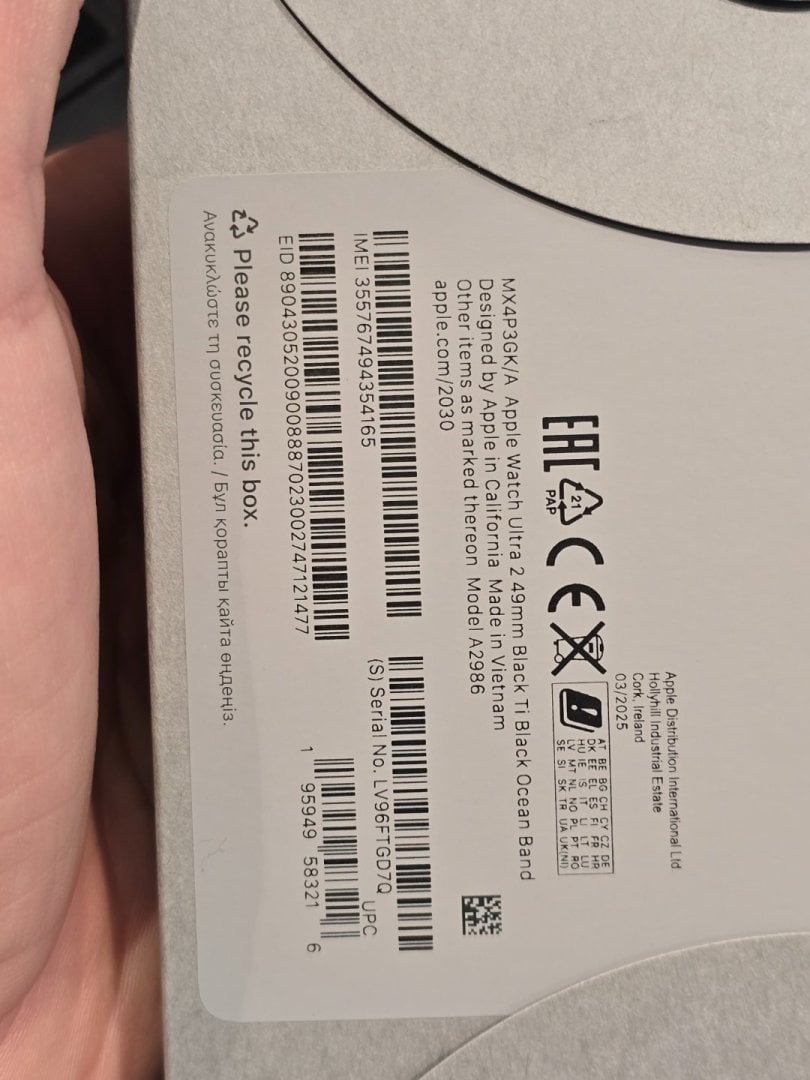 Apple Distribution International Ltd
Hollyhill Industrial Estate
Cork, Ireland
03/2025
EAC
21
PAP
CE
AT BE BG CH CY CZ DE
DK EE EL ES FI FR HR
HU IE IS IT LI LT LU
LV MT NL NO PL PT RO
SE SI SK TR UA UK(NI)
MX4P3GK/A Apple Watch Ultra 2 49mm Black Ti Black Ocean Band
Designed by Apple in California Made in Vietnam
Other items as marked thereon Model A2986
apple.com/2030
IMEI 355767494354165
(S) Serial No. LV96FTGD7Q
EID 89043052009008887023002747121477
UPC
1 95949 58321 6
Please recycle this box.
Ανακυκλώστε τη συσκευασία. / Бұл қорапты қайта өңдеңіз.